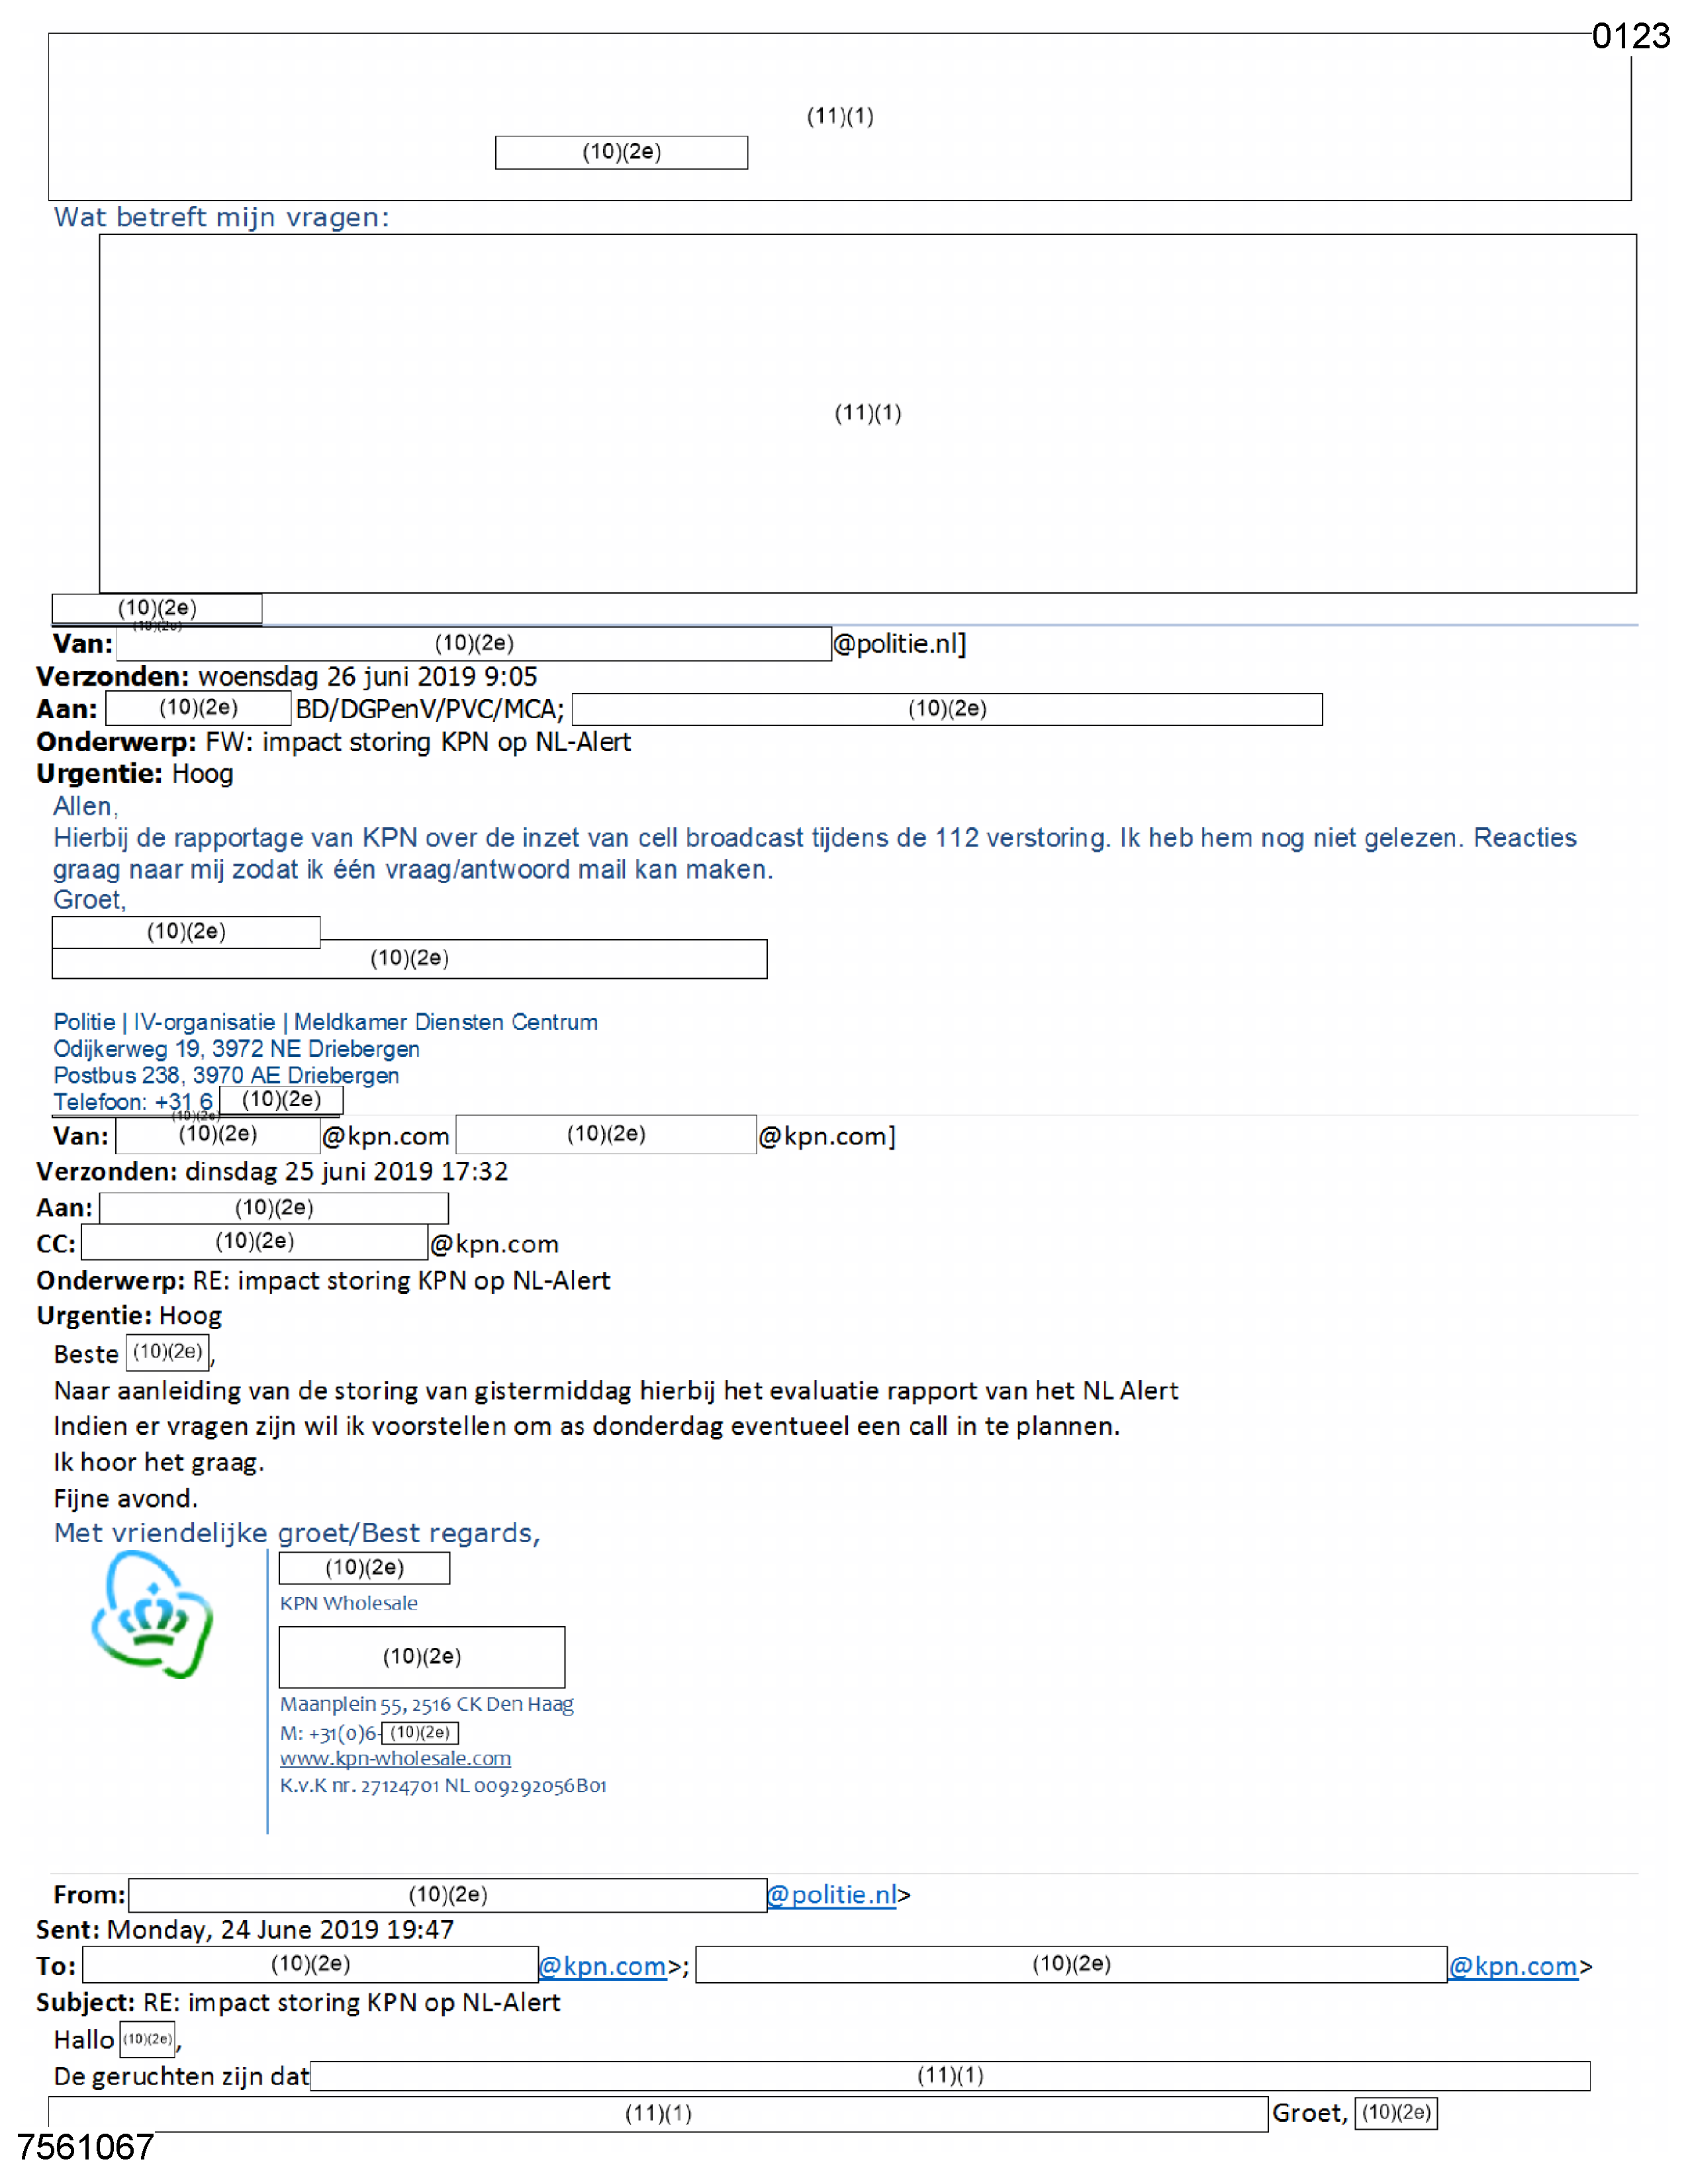 0123
(11)(1)
(10)(2e)
Wat betreft mijn vragen:
(11)(1)
(10)(2e)
(10)(2e)
Van: (10)(2e) @politie.nl]
Verzonden: woensdag 26 juni 2019 9:05
Aan: (10)(2e) BD/DGPenV/PVC/MCA; (10)(2e)
Onderwerp: FW: impact storing KPN op NL-Alert
Urgentie: Hoog
Allen,
Hierbij de rapportage van KPN over de inzet van cell broadcast tijdens de 112 verstoring. Ik heb hem nog niet gelezen. Reacties
graag naar mij zodat ik één vraag/antwoord mail kan maken.
Groet,
(10)(2e)
(10)(2e)
Politie | IV-organisatie | Meldkamer Diensten Centrum
Odijkerweg 19, 3972 NE Driebergen
Postbus 238, 3970 AE Driebergen
Telefoon: +31 6 (10)(2e)
(10)(2e)
Van: (10)(2e) @kpn.com (10)(2e) @kpn.com]
Verzonden: dinsdag 25 juni 2019 17:32
Aan: (10)(2e)
CC: (10)(2e) @kpn.com
Onderwerp: RE: impact storing KPN op NL-Alert
Urgentie: Hoog
Beste (10)(2e),
Naar aanleiding van de storing van gistermiddag hierbij het evaluatie rapport van het NL Alert
Indien er vragen zijn wil ik voorstellen om as donderdag eventueel een call in te plannen.
Ik hoor het graag.
Fijne avond.
Met vriendelijke groet/Best regards,
(10)(2e)
KPN Wholesale
(10)(2e)
Maanplein 55, 2516 CK Den Haag
M: +31(0)6- (10)(2e)
www.kpn-wholesale.com
K.v.K nr. 27124701 NL 009292056B01
From: (10)(2e) @politie.nl>
Sent: Monday, 24 June 2019 19:47
To: (10)(2e) @kpn.com>; (10)(2e) @kpn.com>
Subject: RE: impact storing KPN op NL-Alert
Hallo (10)(2e),
De geruchten zijn dat (11)(1)
(11)(1) Groet, (10)(2e)
7561067